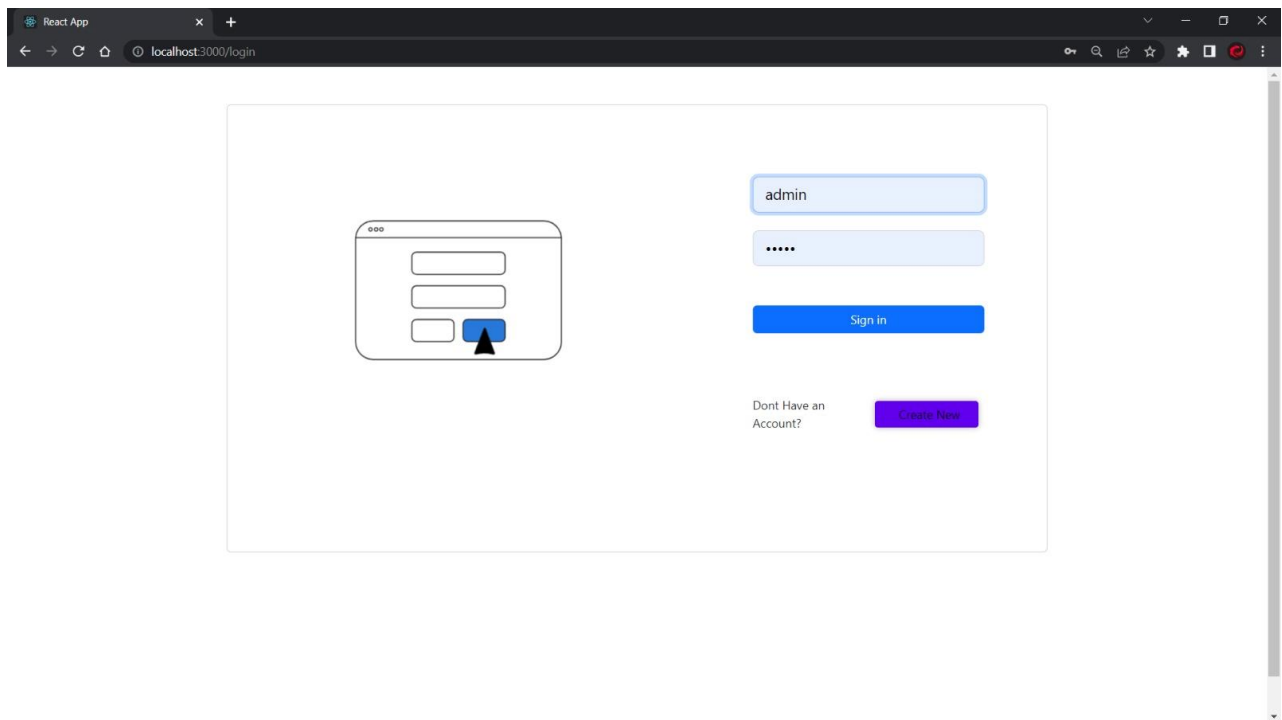 React App
localhost:3000/login
admin
•••••
Sign in
Dont Have an
Account?
Create New